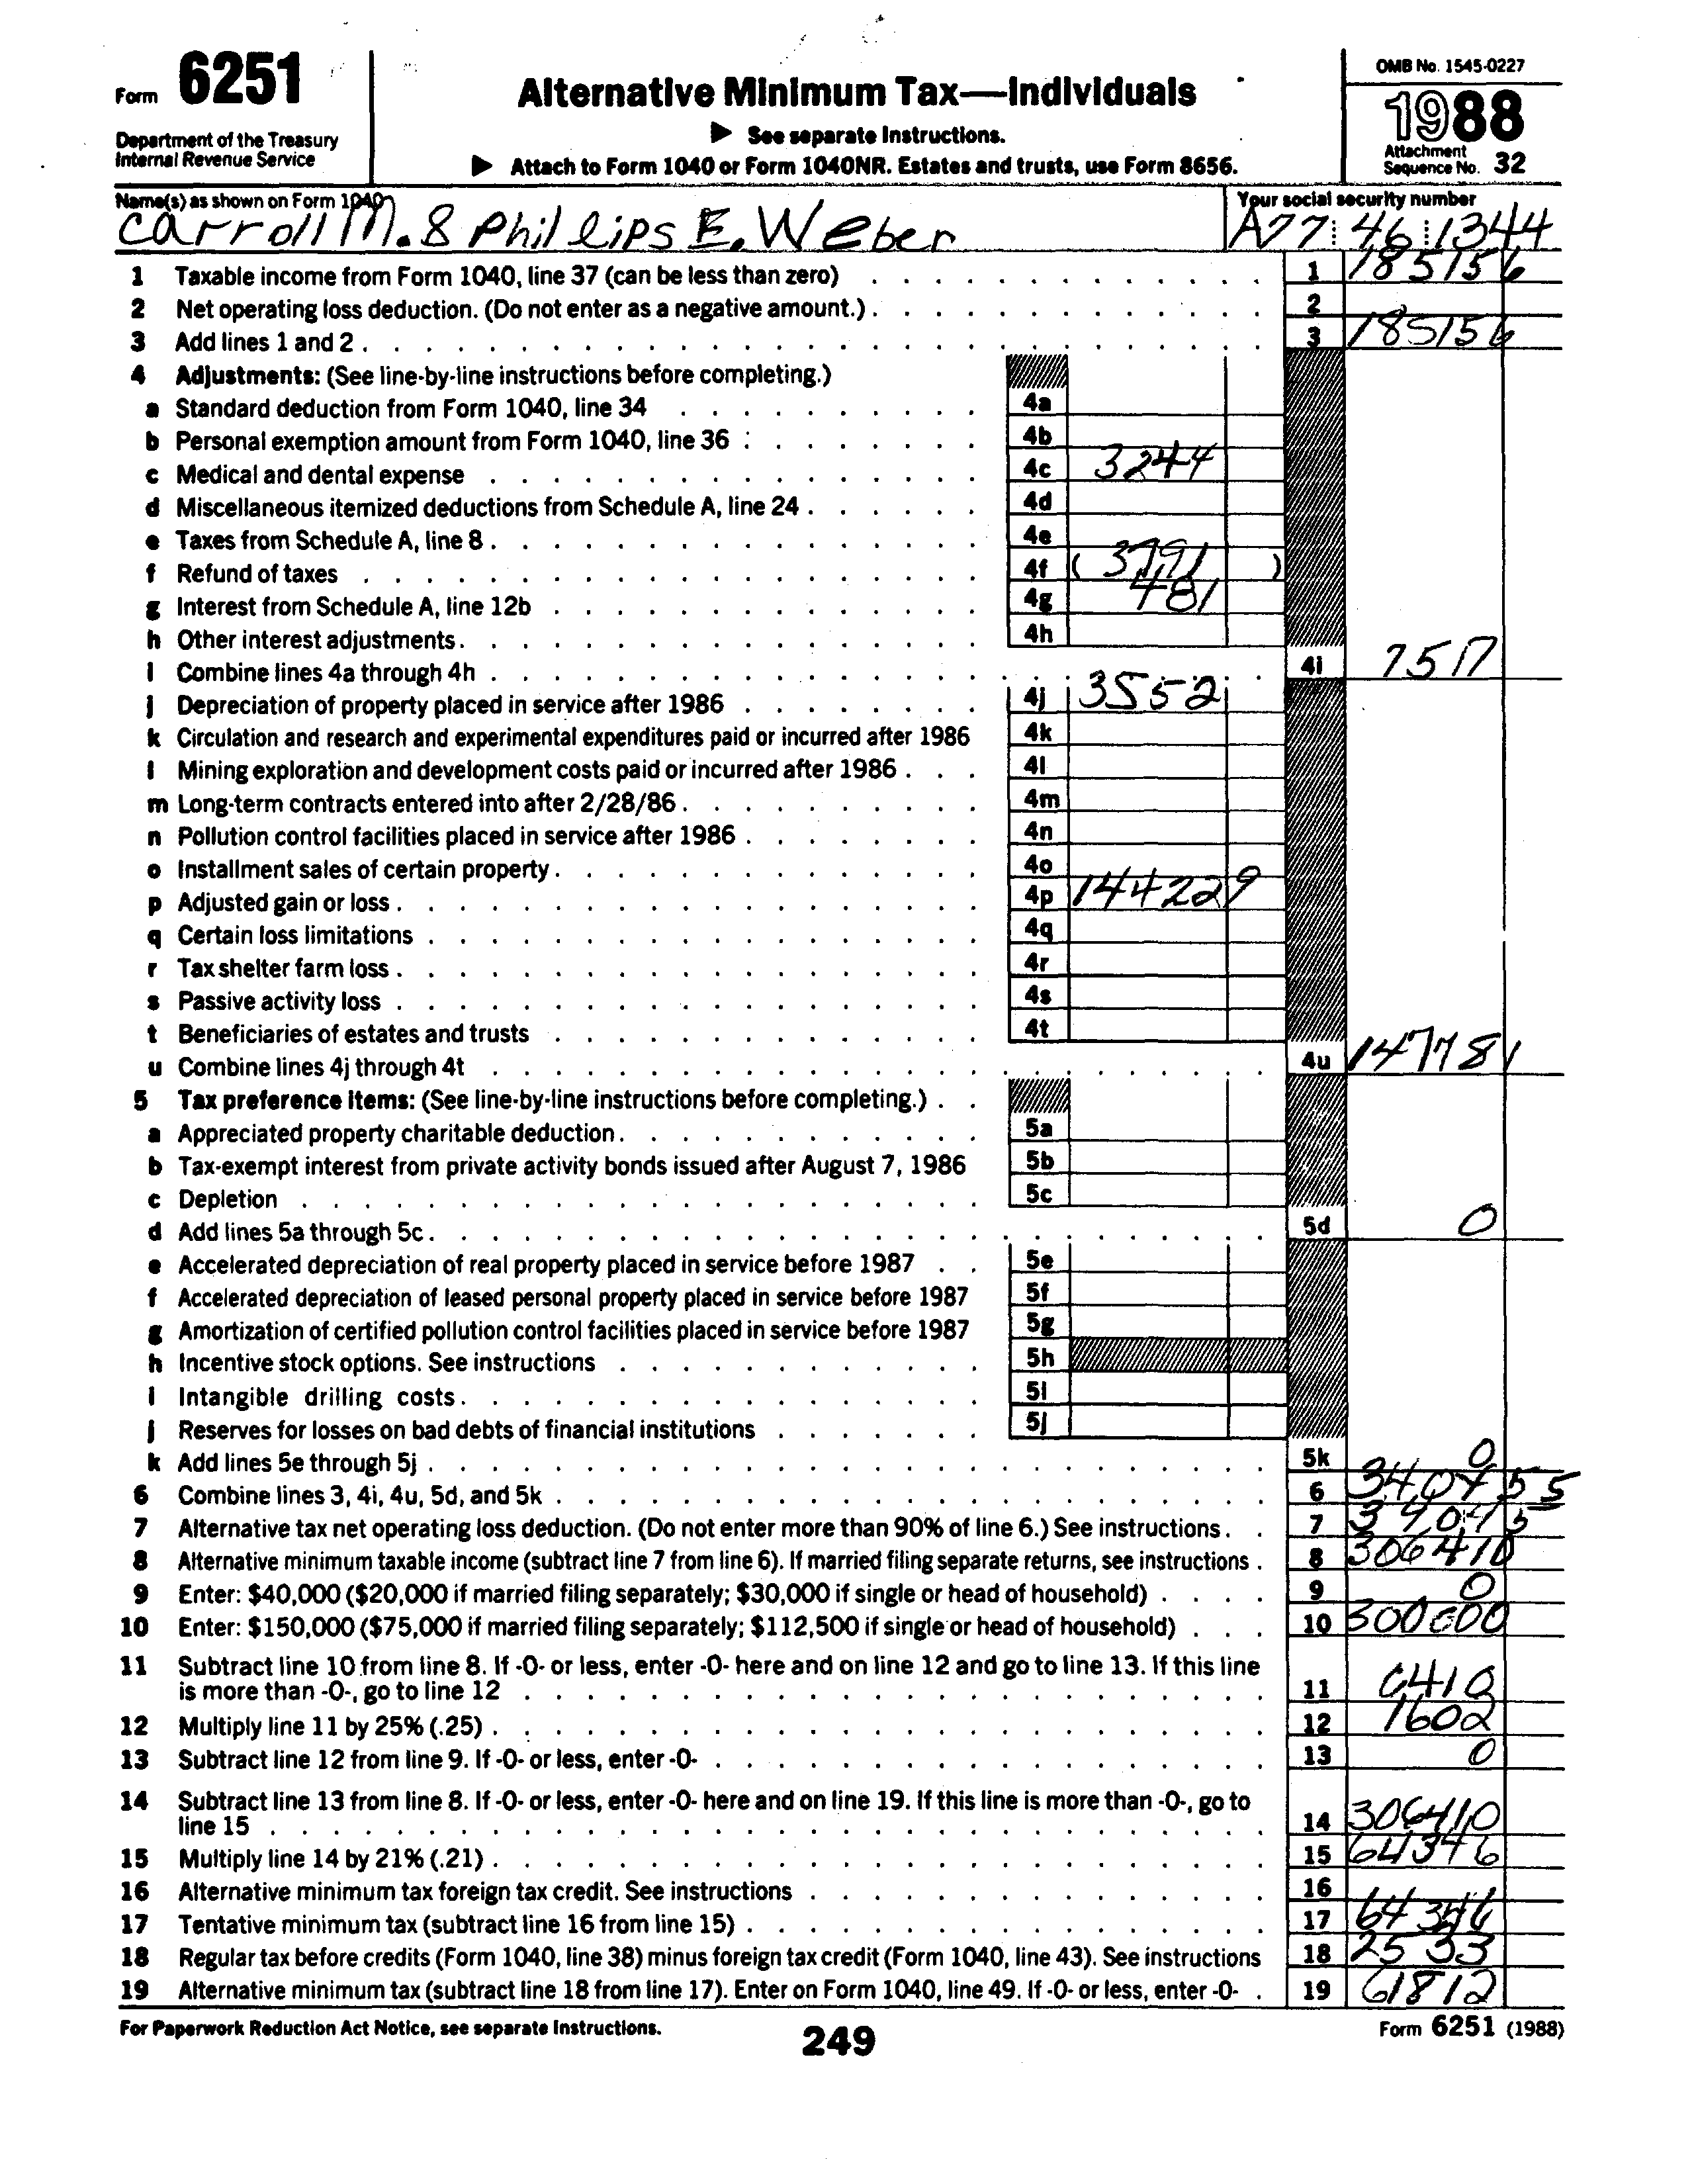 Form 6251
Department of the Treasury
Internal Revenue Service
Alternative Minimum Tax—Individuals
▶ See separate Instructions.
▶ Attach to Form 1040 or Form 1040NR. Estates and trusts, use Form 8656.
OMB No. 1545-0227
1988
Attachment
Sequence No. 32
Name(s) as shown on Form 1040
Carroll M. & Phillips E. Weber
Your social security number
A77 46 1344
1 Taxable income from Form 1040, line 37 (can be less than zero) 1 185156
2 Net operating loss deduction. (Do not enter as a negative amount.) 2
3 Add lines 1 and 2 3 185156
4 Adjustments: (See line-by-line instructions before completing.)
a Standard deduction from Form 1040, line 34 4a
b Personal exemption amount from Form 1040, line 36 4b
c Medical and dental expense 4c 3244
d Miscellaneous itemized deductions from Schedule A, line 24 4d
e Taxes from Schedule A, line 8 4e
f Refund of taxes 4f ( 3791 )
g Interest from Schedule A, line 12b 4g 481
h Other interest adjustments 4h
i Combine lines 4a through 4h 4i 7517
j Depreciation of property placed in service after 1986 4j 3552
k Circulation and research and experimental expenditures paid or incurred after 1986 4k
l Mining exploration and development costs paid or incurred after 1986 4l
m Long-term contracts entered into after 2/28/86 4m
n Pollution control facilities placed in service after 1986 4n
o Installment sales of certain property 4o
p Adjusted gain or loss 4p 144229
q Certain loss limitations 4q
r Tax shelter farm loss 4r
s Passive activity loss 4s
t Beneficiaries of estates and trusts 4t
u Combine lines 4j through 4t 4u 147781
5 Tax preference items: (See line-by-line instructions before completing.)
a Appreciated property charitable deduction 5a
b Tax-exempt interest from private activity bonds issued after August 7, 1986 5b
c Depletion 5c
d Add lines 5a through 5c 5d 0
e Accelerated depreciation of real property placed in service before 1987 5e
f Accelerated depreciation of leased personal property placed in service before 1987 5f
g Amortization of certified pollution control facilities placed in service before 1987 5g
h Incentive stock options. See instructions 5h
i Intangible drilling costs 5i
j Reserves for losses on bad debts of financial institutions 5j
k Add lines 5e through 5j 5k 0
6 Combine lines 3, 4i, 4u, 5d, and 5k 6
7 Alternative tax net operating loss deduction. (Do not enter more than 90% of line 6.) See instructions 7 34045
8 Alternative minimum taxable income (subtract line 7 from line 6). If married filing separate returns, see instructions 8 306410
9 Enter: $40,000 ($20,000 if married filing separately; $30,000 if single or head of household) 9 0
10 Enter: $150,000 ($75,000 if married filing separately; $112,500 if single or head of household) 10 300000
11 Subtract line 10 from line 8. If -0- or less, enter -0- here and on line 12 and go to line 13. If this line
is more than -0-, go to line 12 11 6410
12 Multiply line 11 by 25% (.25) 12 1602
13 Subtract line 12 from line 9. If -0- or less, enter -0- 13 0
14 Subtract line 13 from line 8. If -0- or less, enter -0- here and on line 19. If this line is more than -0-, go to
line 15 14 306410
15 Multiply line 14 by 21% (.21) 15 64346
16 Alternative minimum tax foreign tax credit. See instructions 16
17 Tentative minimum tax (subtract line 16 from line 15) 17 64346
18 Regular tax before credits (Form 1040, line 38) minus foreign tax credit (Form 1040, line 43). See instructions 18 2533
19 Alternative minimum tax (subtract line 18 from line 17). Enter on Form 1040, line 49. If -0- or less, enter -0- 19 61812
For Paperwork Reduction Act Notice, see separate Instructions.
249
Form 6251 (1988)